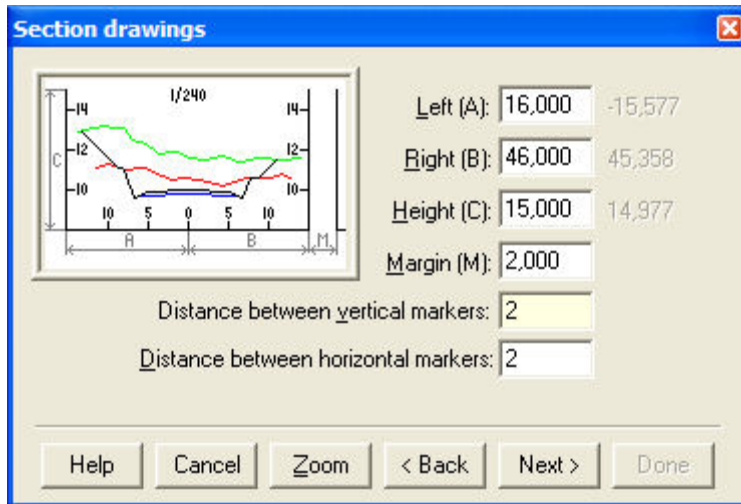 Section drawings
1/240
14 14
12 12
10 10
C
10 5 0 5 10
A B M
Left (A): 16,000 -15,577
Right (B): 46,000 45,358
Height (C): 15,000 14,977
Margin (M): 2,000
Distance between vertical markers: 2
Distance between horizontal markers: 2
Help Cancel Zoom < Back Next > Done